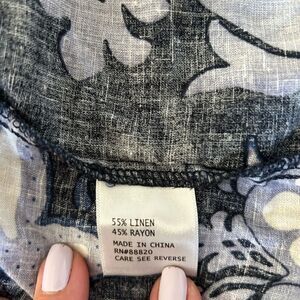 55% LINEN
45% RAYON
MADE IN CHINA
RN#88820
CARE SEE REVERSE